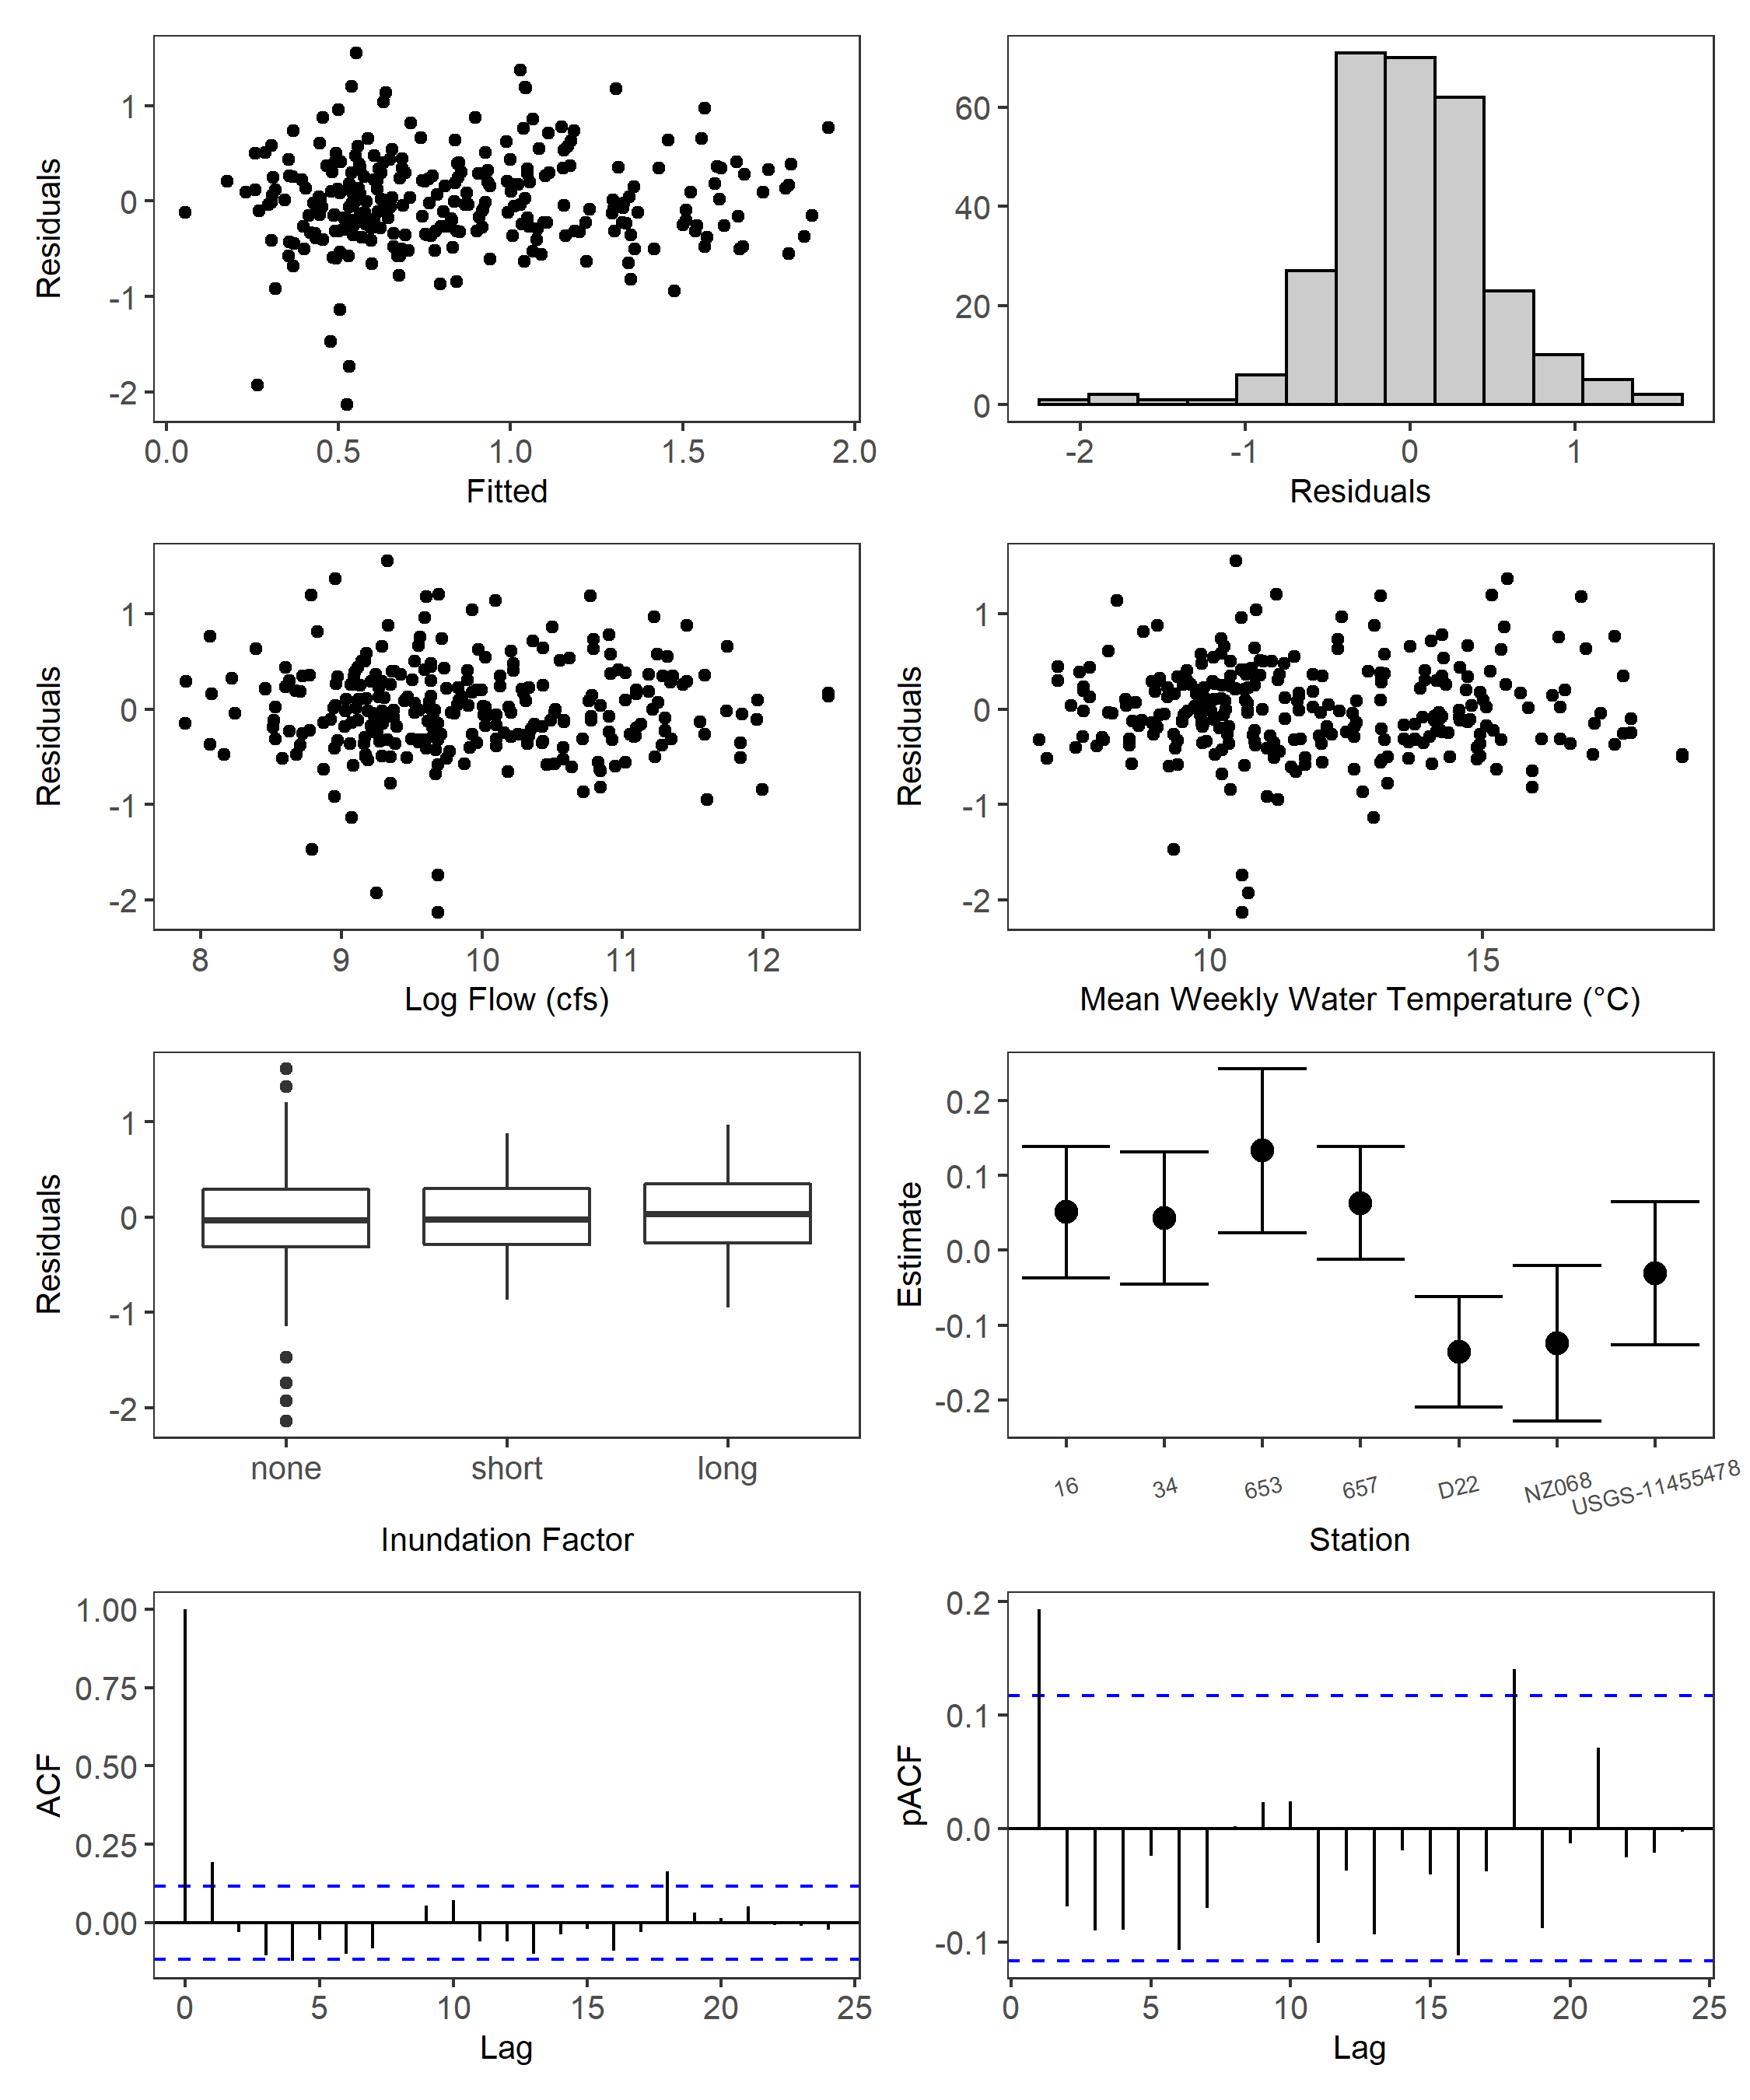 1
0
-1
-2
Residuals
0.0 0.5 1.0 1.5 2.0
Fitted
60
40
20
0
-2 -1 0 1
Residuals
1
0
-1
-2
Residuals
8 9 10 11 12
Log Flow (cfs)
1
0
-1
-2
Residuals
10 15
Mean Weekly Water Temperature (°C)
1
0
-1
-2
Residuals
none short long
Inundation Factor
0.2
0.1
0.0
-0.1
-0.2
Estimate
16 34 653 657 D22 NZ068 USGS-11455478
Station
1.00
0.75
0.50
0.25
0.00
ACF
0 5 10 15 20 25
Lag
0.2
0.1
0.0
-0.1
pACF
0 5 10 15 20 25
Lag